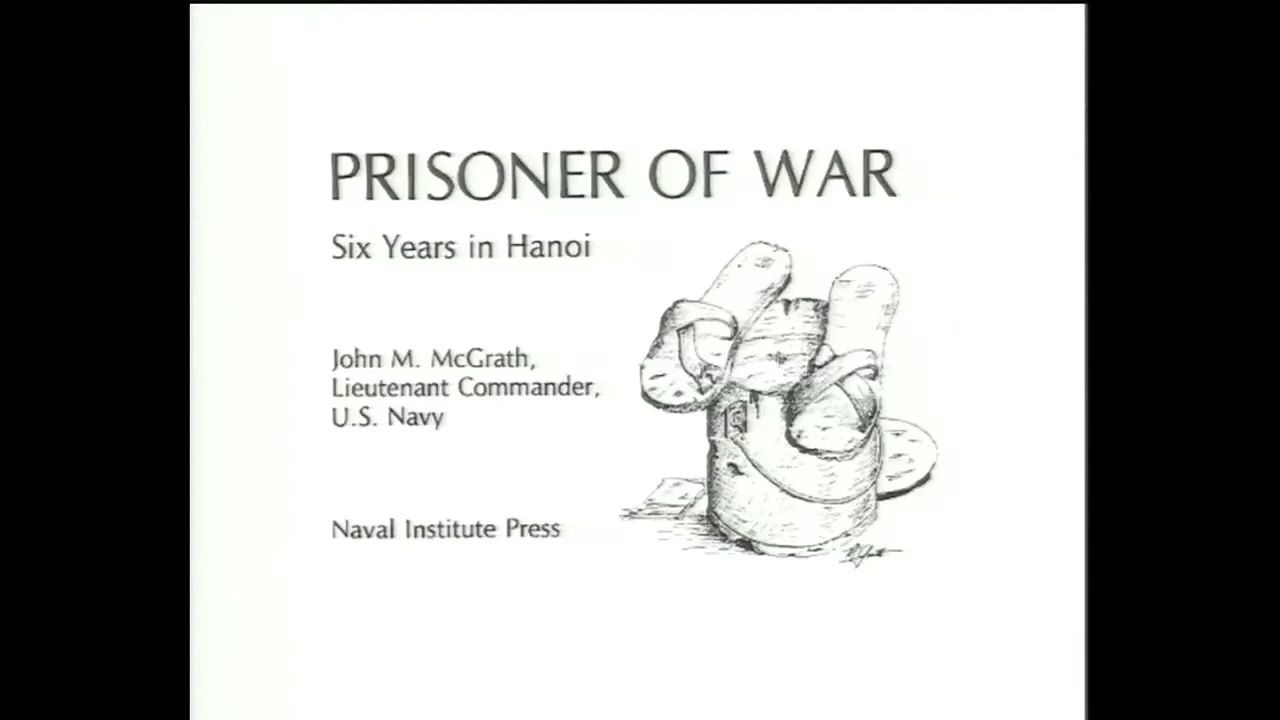 PRISONER OF WAR
Six Years in Hanoi
John M. McGrath,
Lieutenant Commander,
U.S. Navy
Naval Institute Press